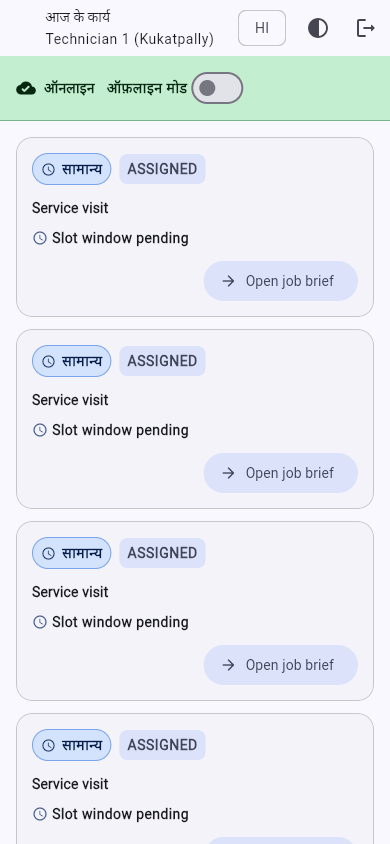 आज के कार्य
Technician 1 (Kukatpally)
HI
ऑनलाइन ऑफ़लाइन मोड
सामान्य ASSIGNED
Service visit
Slot window pending
Open job brief
सामान्य ASSIGNED
Service visit
Slot window pending
Open job brief
सामान्य ASSIGNED
Service visit
Slot window pending
Open job brief
सामान्य ASSIGNED
Service visit
Slot window pending